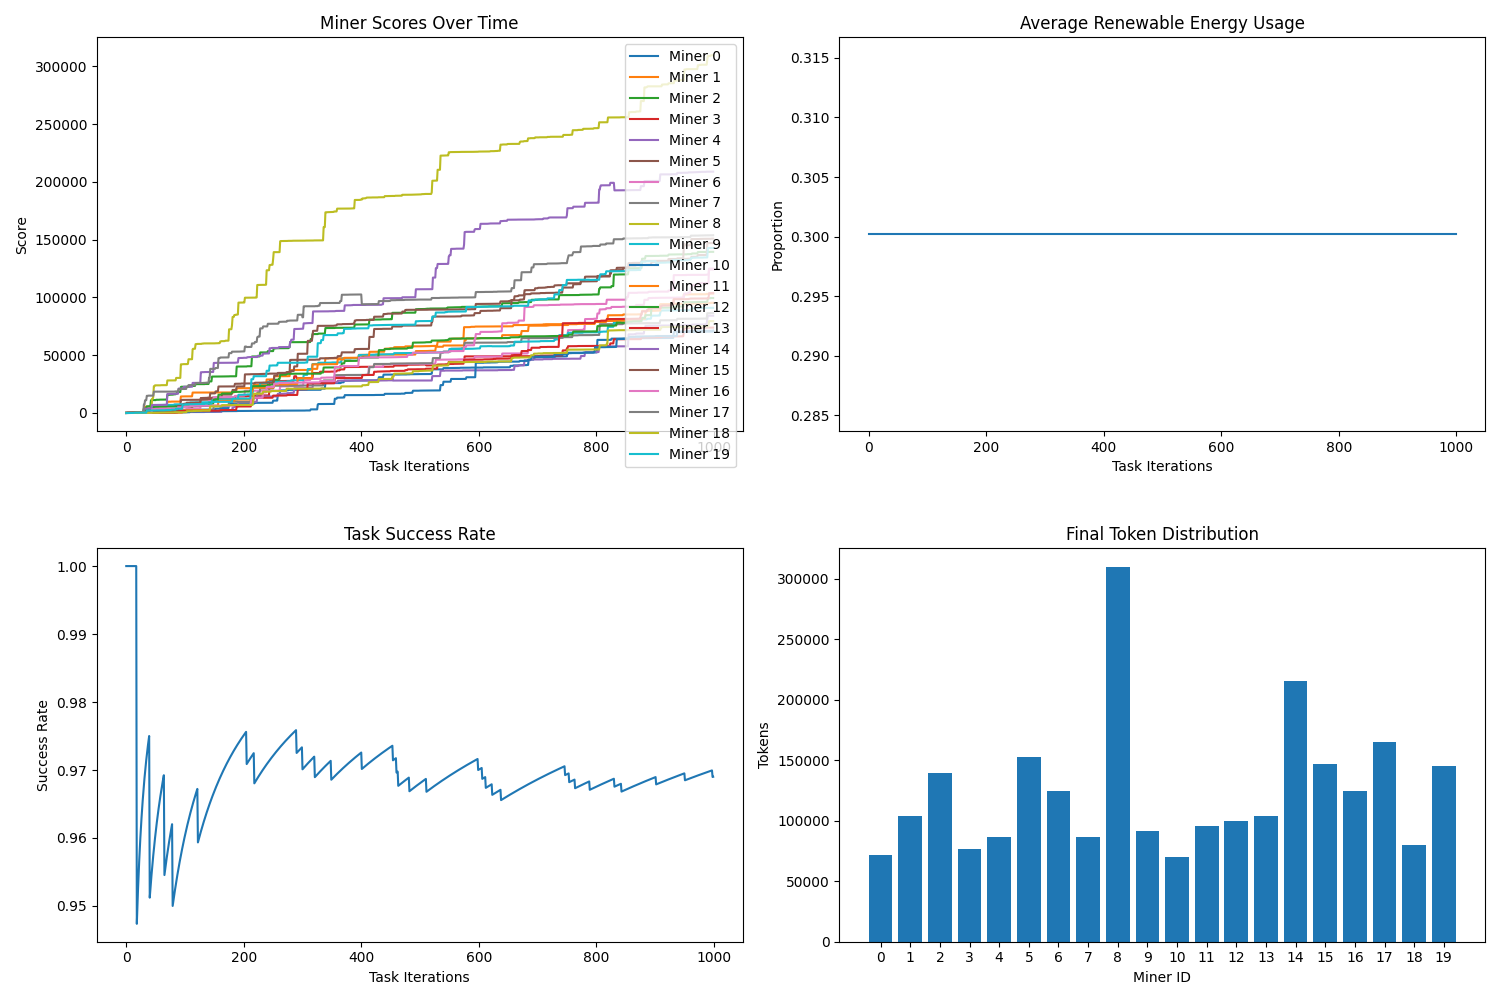 Miner Scores Over Time
Score
300000
250000
200000
150000
100000
50000
0
0 200 400 600 800 1000
Task Iterations
Miner 0
Miner 1
Miner 2
Miner 3
Miner 4
Miner 5
Miner 6
Miner 7
Miner 8
Miner 9
Miner 10
Miner 11
Miner 12
Miner 13
Miner 14
Miner 15
Miner 16
Miner 17
Miner 18
Miner 19
Average Renewable Energy Usage
Proportion
0.315
0.310
0.305
0.300
0.295
0.290
0.285
0 200 400 600 800 1000
Task Iterations
Task Success Rate
Success Rate
1.00
0.99
0.98
0.97
0.96
0.95
0 200 400 600 800 1000
Task Iterations
Final Token Distribution
Tokens
300000
250000
200000
150000
100000
50000
0
0 1 2 3 4 5 6 7 8 9 10 11 12 13 14 15 16 17 18 19
Miner ID